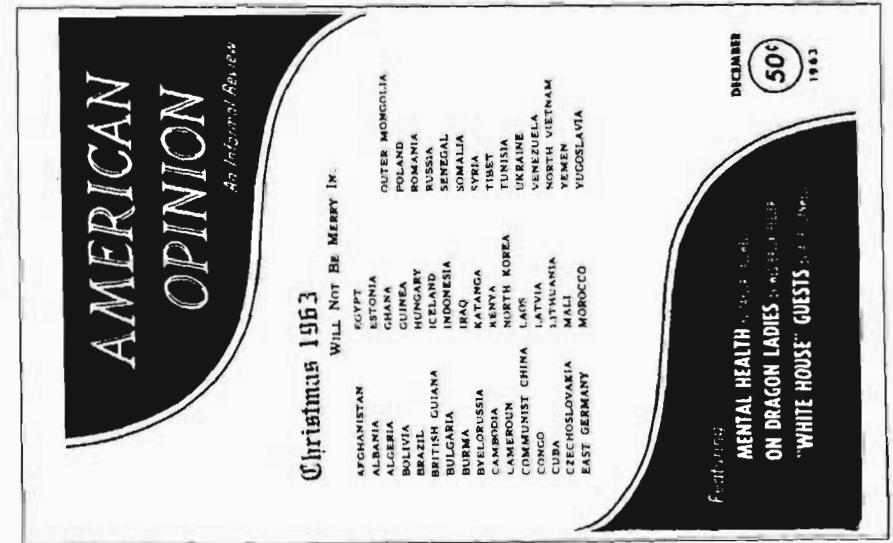 AMERICAN
OPINION
An Informal Review
Christmas 1963
WILL NOT BE MERRY IN:
AFGHANISTAN
ALBANIA
ALGERIA
BOLIVIA
BRAZIL
BRITISH GUIANA
BULGARIA
BURMA
BYELORUSSIA
CAMBODIA
CAMEROUN
COMMUNIST CHINA
CONGO
CUBA
CZECHOSLOVAKIA
EAST GERMANY
EGYPT
ESTONIA
GHANA
GUINEA
HUNGARY
ICELAND
INDONESIA
IRAQ
KATANGA
KENYA
NORTH KOREA
LAOS
LATVIA
LITHUANIA
MALI
MOROCCO
OUTER MONGOLIA
POLAND
ROMANIA
RUSSIA
SENEGAL
SOMALIA
SYRIA
TIBET
TUNISIA
UKRAINE
VENEZUELA
NORTH VIETNAM
YEMEN
YUGOSLAVIA
Featuring
MENTAL HEALTH
ON DRAGON LADIES
"WHITE HOUSE" GUESTS
DECEMBER
50¢
1963